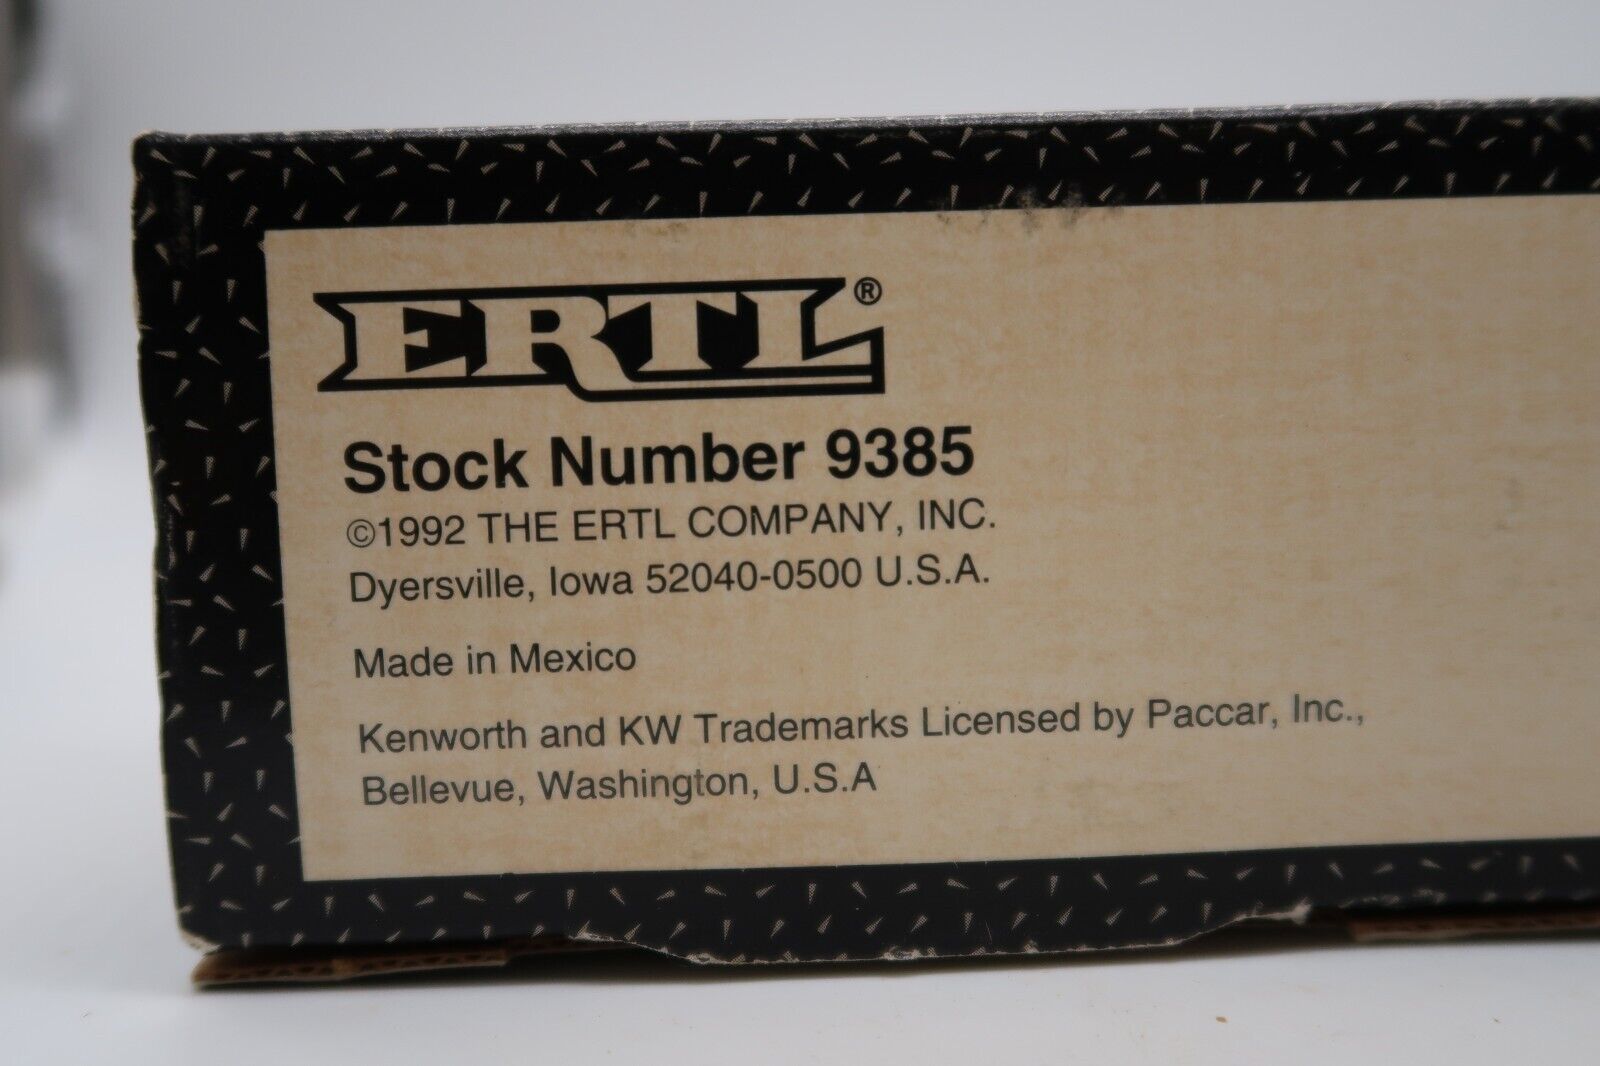 ERTL®
Stock Number 9385
©1992 THE ERTL COMPANY, INC.
Dyersville, Iowa 52040-0500 U.S.A.
Made in Mexico
Kenworth and KW Trademarks Licensed by Paccar, Inc.,
Bellevue, Washington, U.S.A